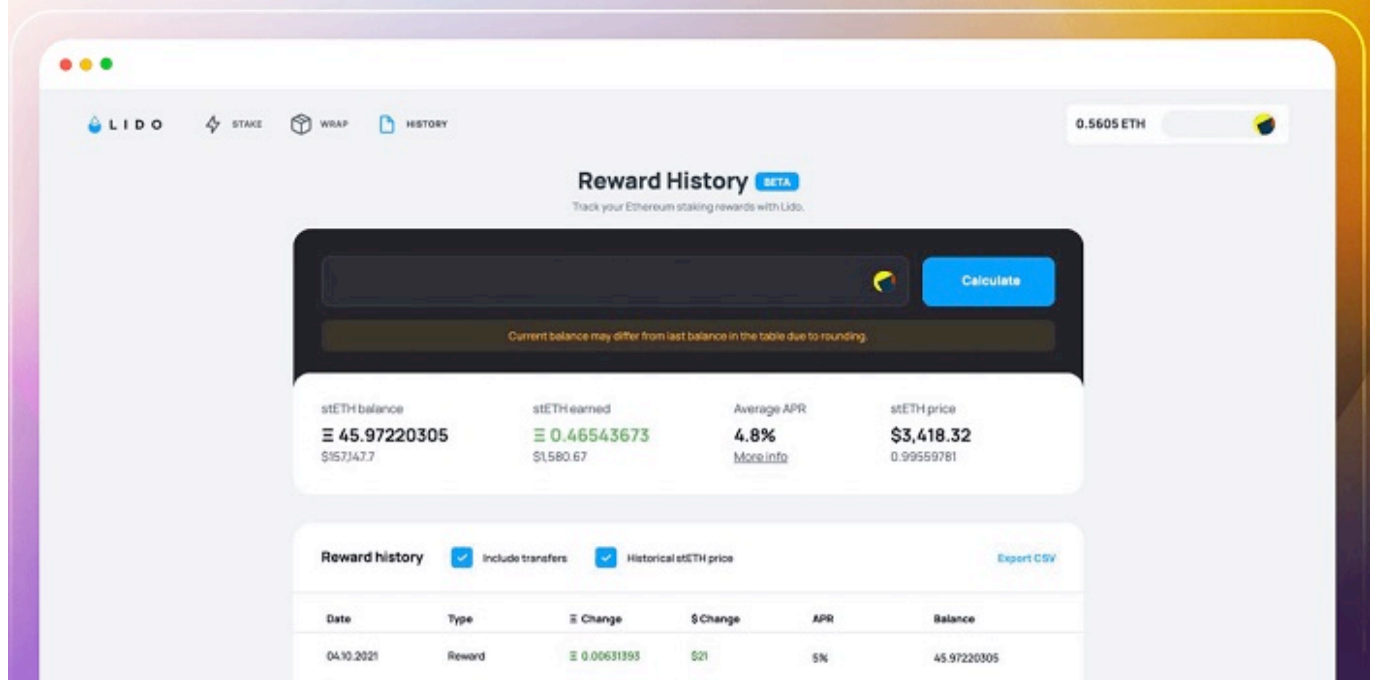 LIDO STAKE WRAP HISTORY 0.5605 ETH
Reward History BETA
Track your Ethereum staking rewards with Lido.
Calculate
Current balance may differ from last balance in the table due to rounding.
stETH balance stETH earned Average APR stETH price
Ξ 45.97220305 Ξ 0.46543673 4.8% $3,418.32
$157,147.7 $1,580.67 More info 0.99559781
Reward history Include transfers Historical stETH price Export CSV
Date Type Ξ Change $ Change APR Balance
04.10.2021 Reward Ξ 0.00631393 $21 5% 45.97220305